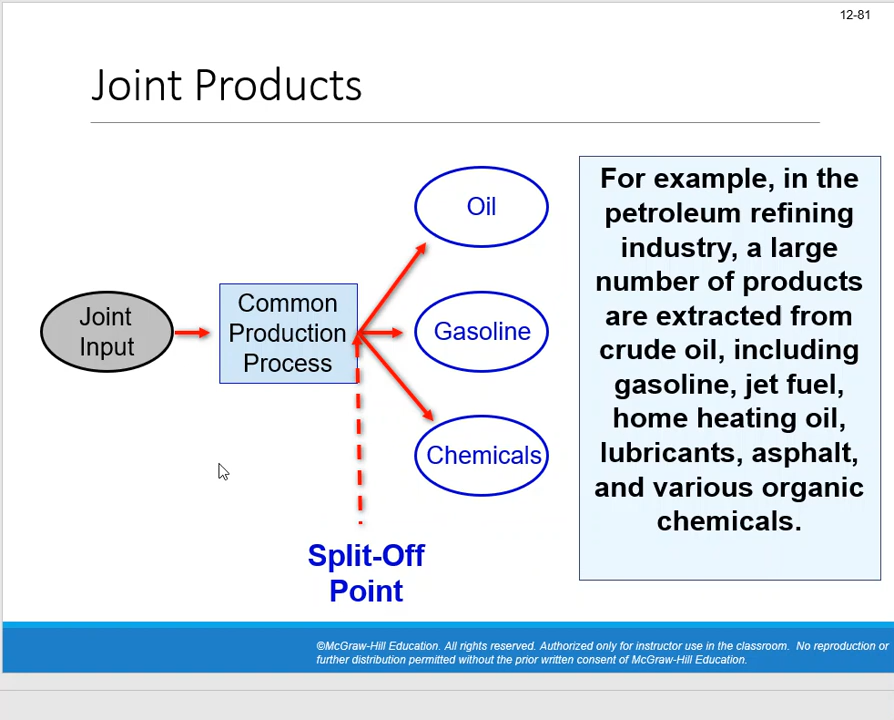 12-81
Joint Products
Oil
Joint
Input
Common
Production
Process
Gasoline
Chemicals
Split-Off
Point
For example, in the
petroleum refining
industry, a large
number of products
are extracted from
crude oil, including
gasoline, jet fuel,
home heating oil,
lubricants, asphalt,
and various organic
chemicals.
©McGraw-Hill Education. All rights reserved. Authorized only for instructor use in the classroom.  No reproduction or
further distribution permitted without the prior written consent of McGraw-Hill Education.